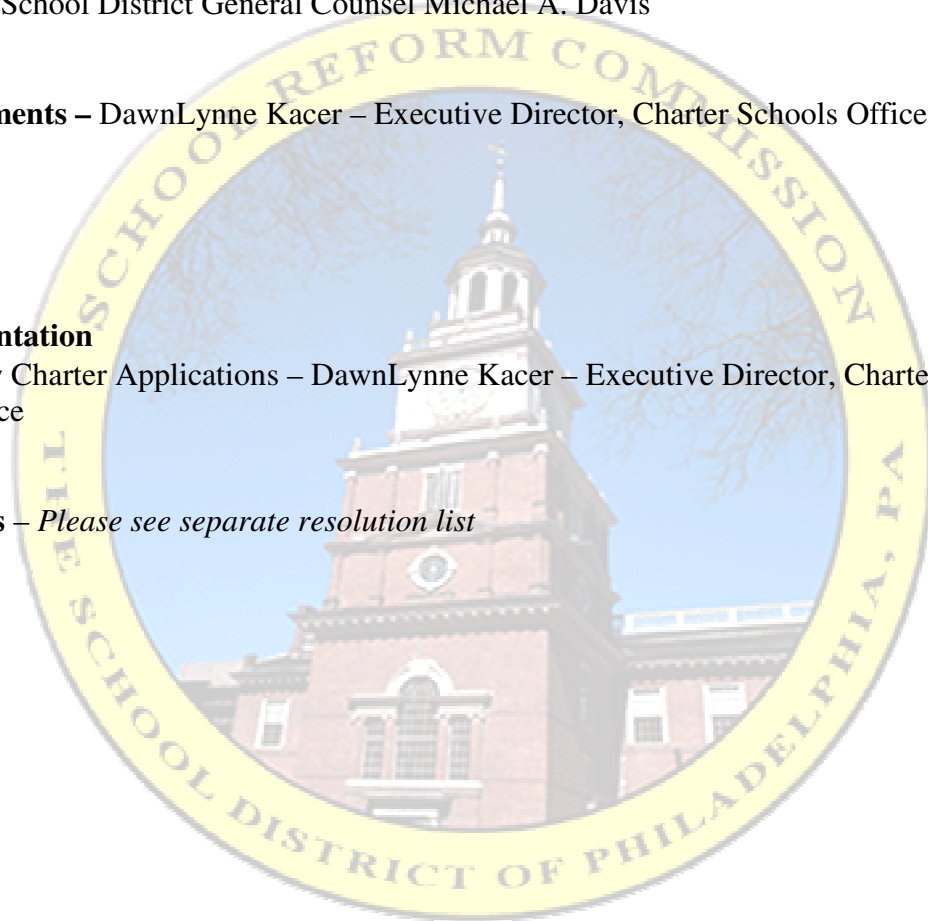 School District General Counsel Michael A. Davis
ments – DawnLynne Kacer – Executive Director, Charter Schools Office
ntation
Charter Applications – DawnLynne Kacer – Executive Director, Charte
ce
s – Please see separate resolution list
SCHOOL REFORM COMMISSION
THE SCHOOL DISTRICT OF PHILADELPHIA, PA